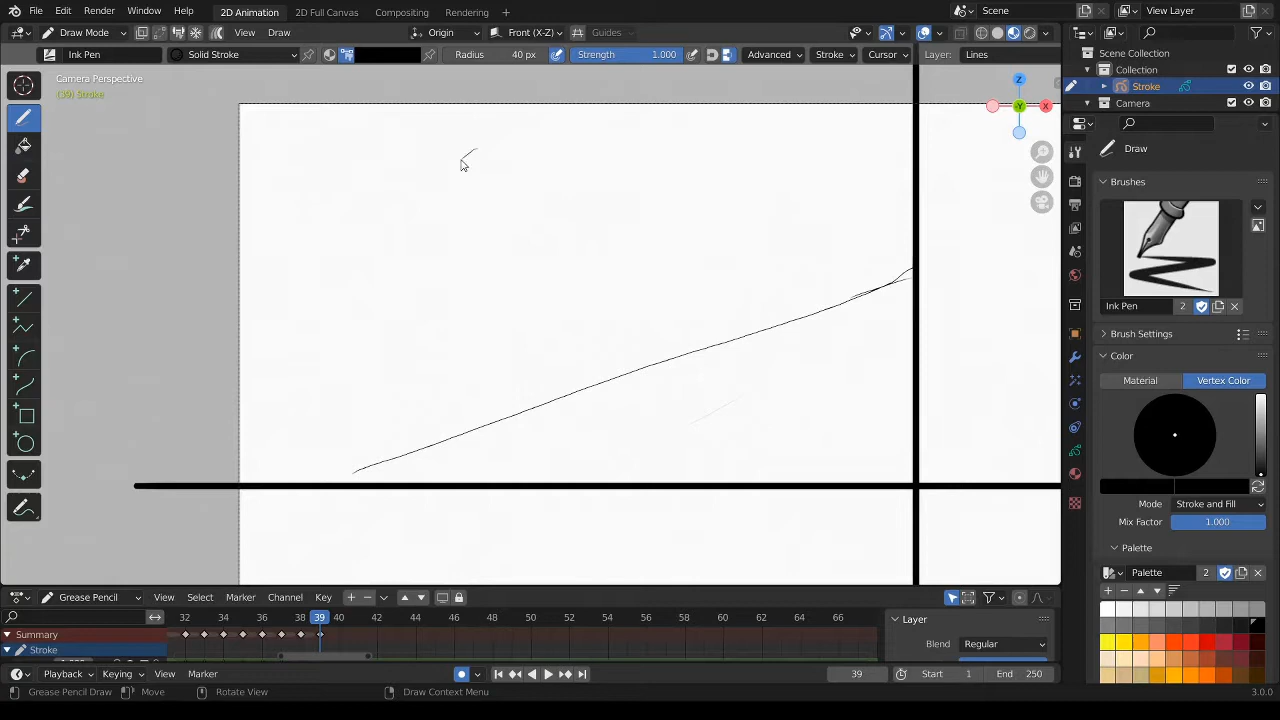 File Edit Render Window Help 2D Animation 2D Full Canvas Compositing Rendering + Scene View Layer
Draw Mode View Draw Origin Front (X-Z) Guides
Ink Pen Solid Stroke Radius 40 px Strength 1.000 Advanced Stroke Cursor Layer: Lines
Scene Collection
Collection
Stroke
Camera
Camera Perspective
(39) Stroke
Z
Y
X
Draw
Brushes
Ink Pen 2
Brush Settings
Color
Material Vertex Color
Mode Stroke and Fill
Mix Factor 1.000
Palette
Palette 2
Grease Pencil View Select Marker Channel Key
32 34 36 38 39 40 42 44 46 48 50 52 54 56 58 60 62 64 66
Summary
Stroke
Layer
Blend Regular
Playback Keying View Marker 39 Start 1 End 250
Grease Pencil Draw Move Rotate View Draw Context Menu 3.0.0